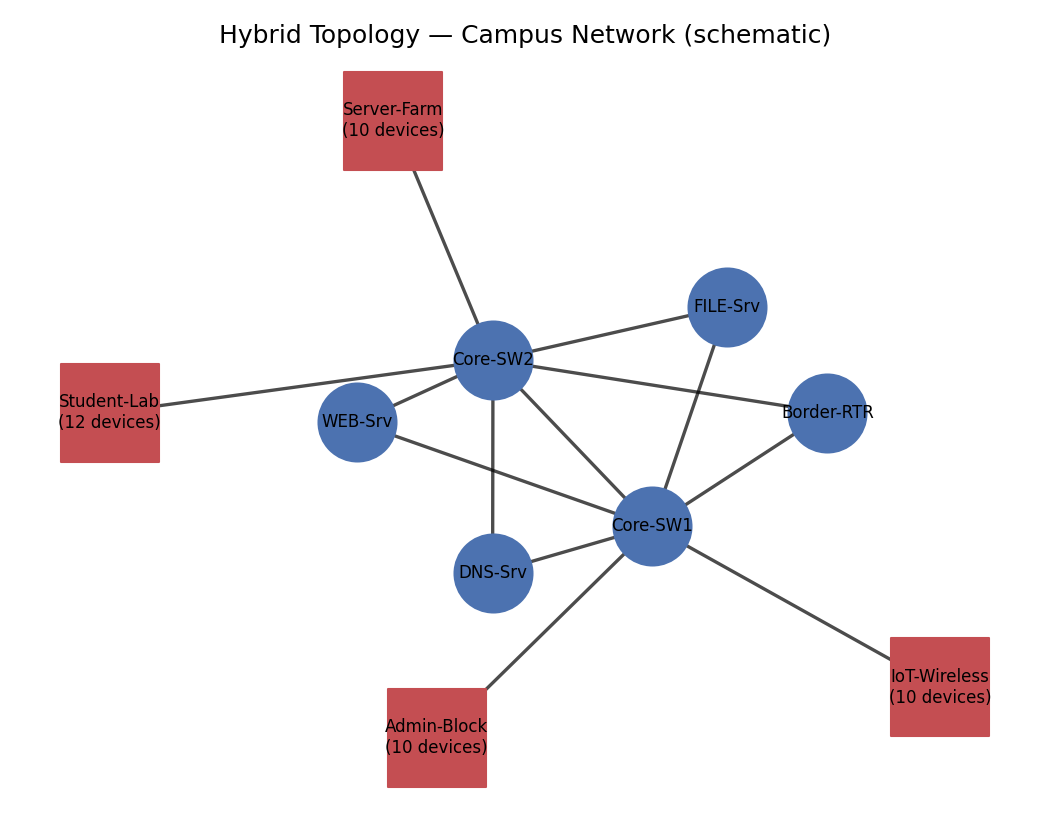 Hybrid Topology — Campus Network (schematic)
Server-Farm
(10 devices)
FILE-Srv
Core-SW2
Student-Lab
(12 devices)
WEB-Srv
Border-RTR
Core-SW1
DNS-Srv
IoT-Wireless
(10 devices)
Admin-Block
(10 devices)